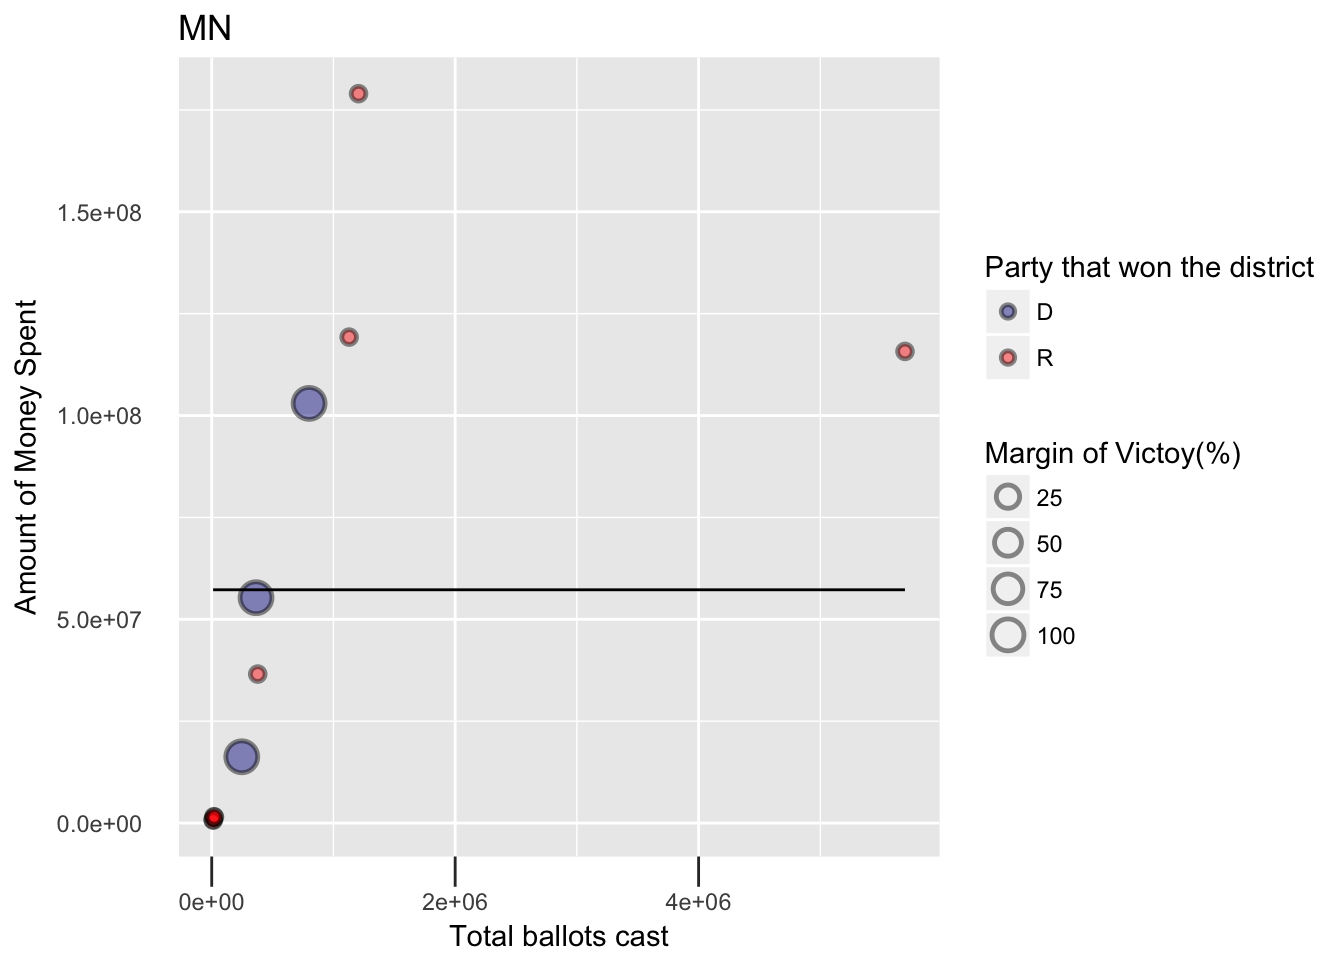 MN
Amount of Money Spent
1.5e+08
1.0e+08
5.0e+07
0.0e+00
0e+00 2e+06 4e+06
Total ballots cast
Party that won the district
D
R
Margin of Victoy(%)
25
50
75
100